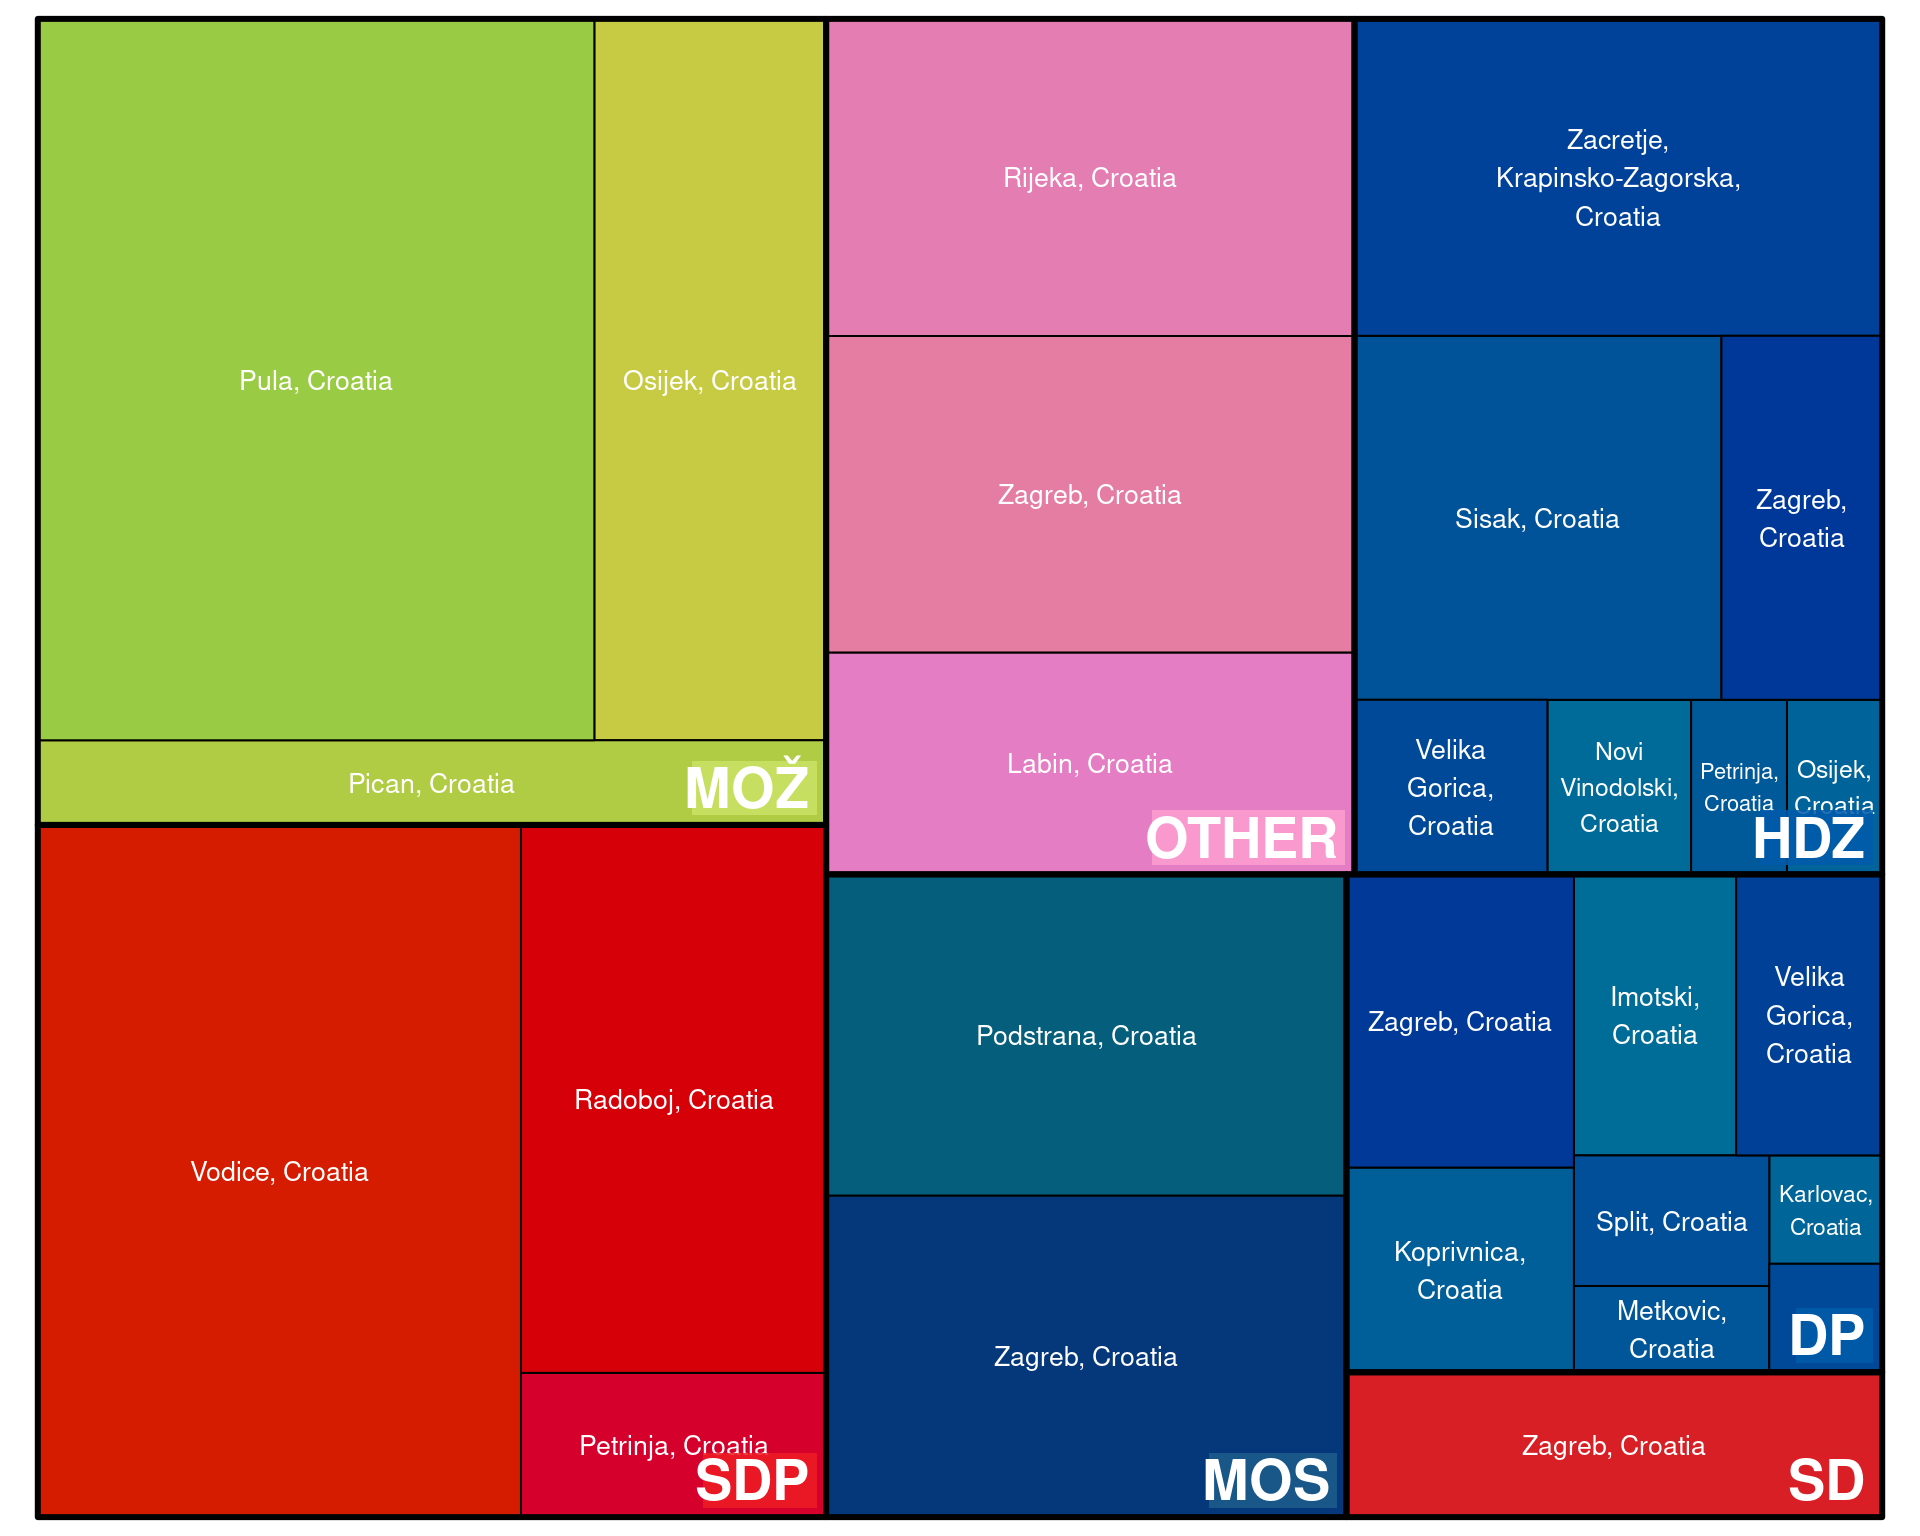 Pula, Croatia
Osijek, Croatia
Pican, Croatia
MOŽ
Vodice, Croatia
Radoboj, Croatia
Petrinja, Croatia
SDP
Rijeka, Croatia
Zagreb, Croatia
Labin, Croatia
OTHER
Podstrana, Croatia
Zagreb, Croatia
MOS
Zacretje,
Krapinsko-Zagorska,
Croatia
Sisak, Croatia
Zagreb,
Croatia
Velika
Gorica,
Croatia
Novi
Vinodolski,
Croatia
Petrinja,
Croatia
Osijek,
Croatia
HDZ
Zagreb, Croatia
Imotski,
Croatia
Velika
Gorica,
Croatia
Koprivnica,
Croatia
Split, Croatia
Karlovac,
Croatia
Metkovic,
Croatia
DP
Zagreb, Croatia
SD